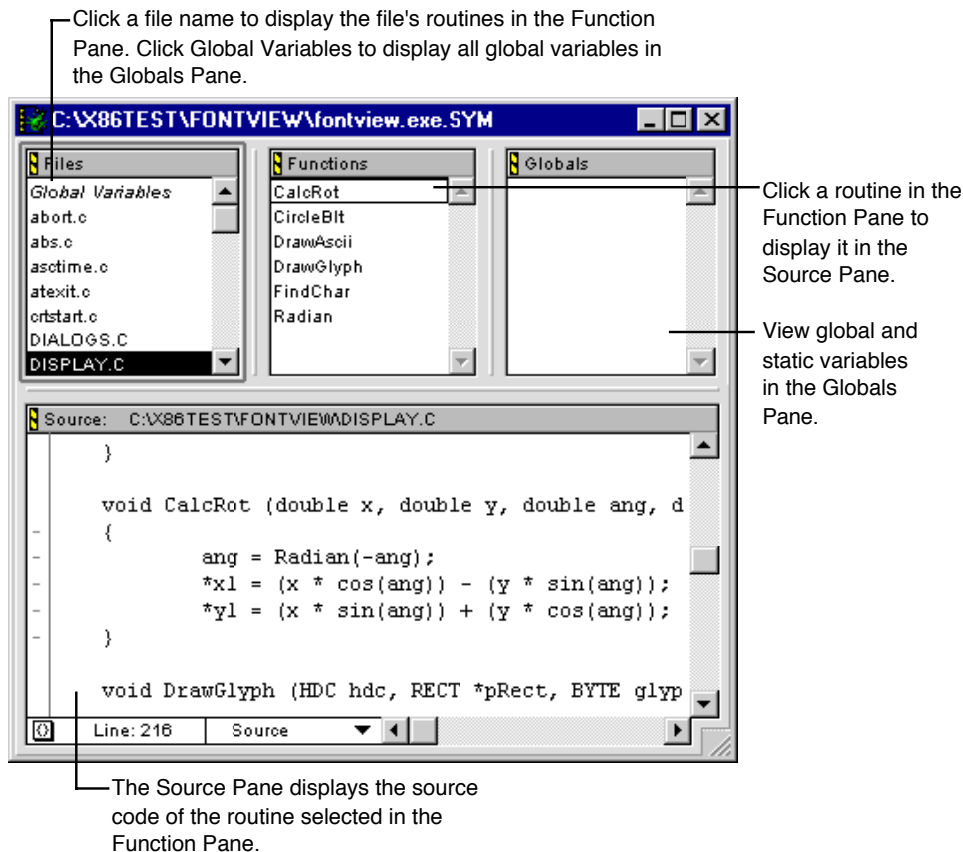 Click a file name to display the file's routines in the Function
Pane. Click Global Variables to display all global variables in
the Globals Pane.
C:\X86TEST\FONTVIEW\fontview.exe.SYM
Files
Global Variables
abort.c
abs.c
asctime.c
atexit.c
crtstart.c
DIALOGS.C
DISPLAY.C
Functions
CalcRot
CircleBlt
DrawAscii
DrawGlyph
FindChar
Radian
Globals
Click a routine in the
Function Pane to
display it in the
Source Pane.
View global and
static variables
in the Globals
Pane.
Source: C:\X86TEST\FONTVIEW\DISPLAY.C
}
void CalcRot (double x, double y, double ang, d
{
ang = Radian(-ang);
*xl = (x * cos(ang)) - (y * sin(ang));
*yl = (x * sin(ang)) + (y * cos(ang));
}
void DrawGlyph (HDC hdc, RECT *pRect, BYTE glyp
Line: 216 Source
The Source Pane displays the source
code of the routine selected in the
Function Pane.